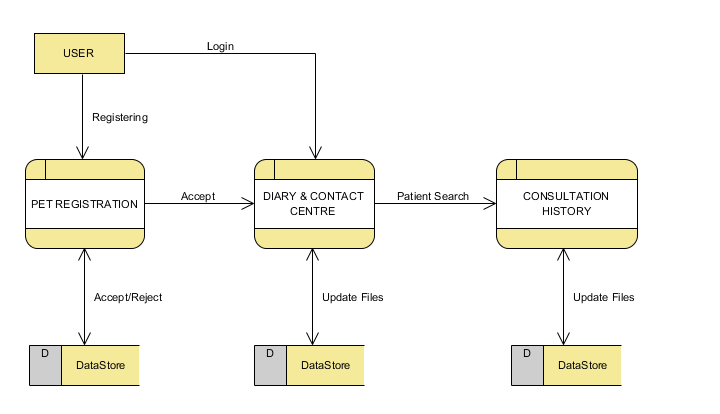 USER
Login
Registering
PET REGISTRATION
Accept
DIARY & CONTACT
CENTRE
Patient Search
CONSULTATION
HISTORY
Accept/Reject
Update Files
Update Files
D
DataStore
D
DataStore
D
DataStore